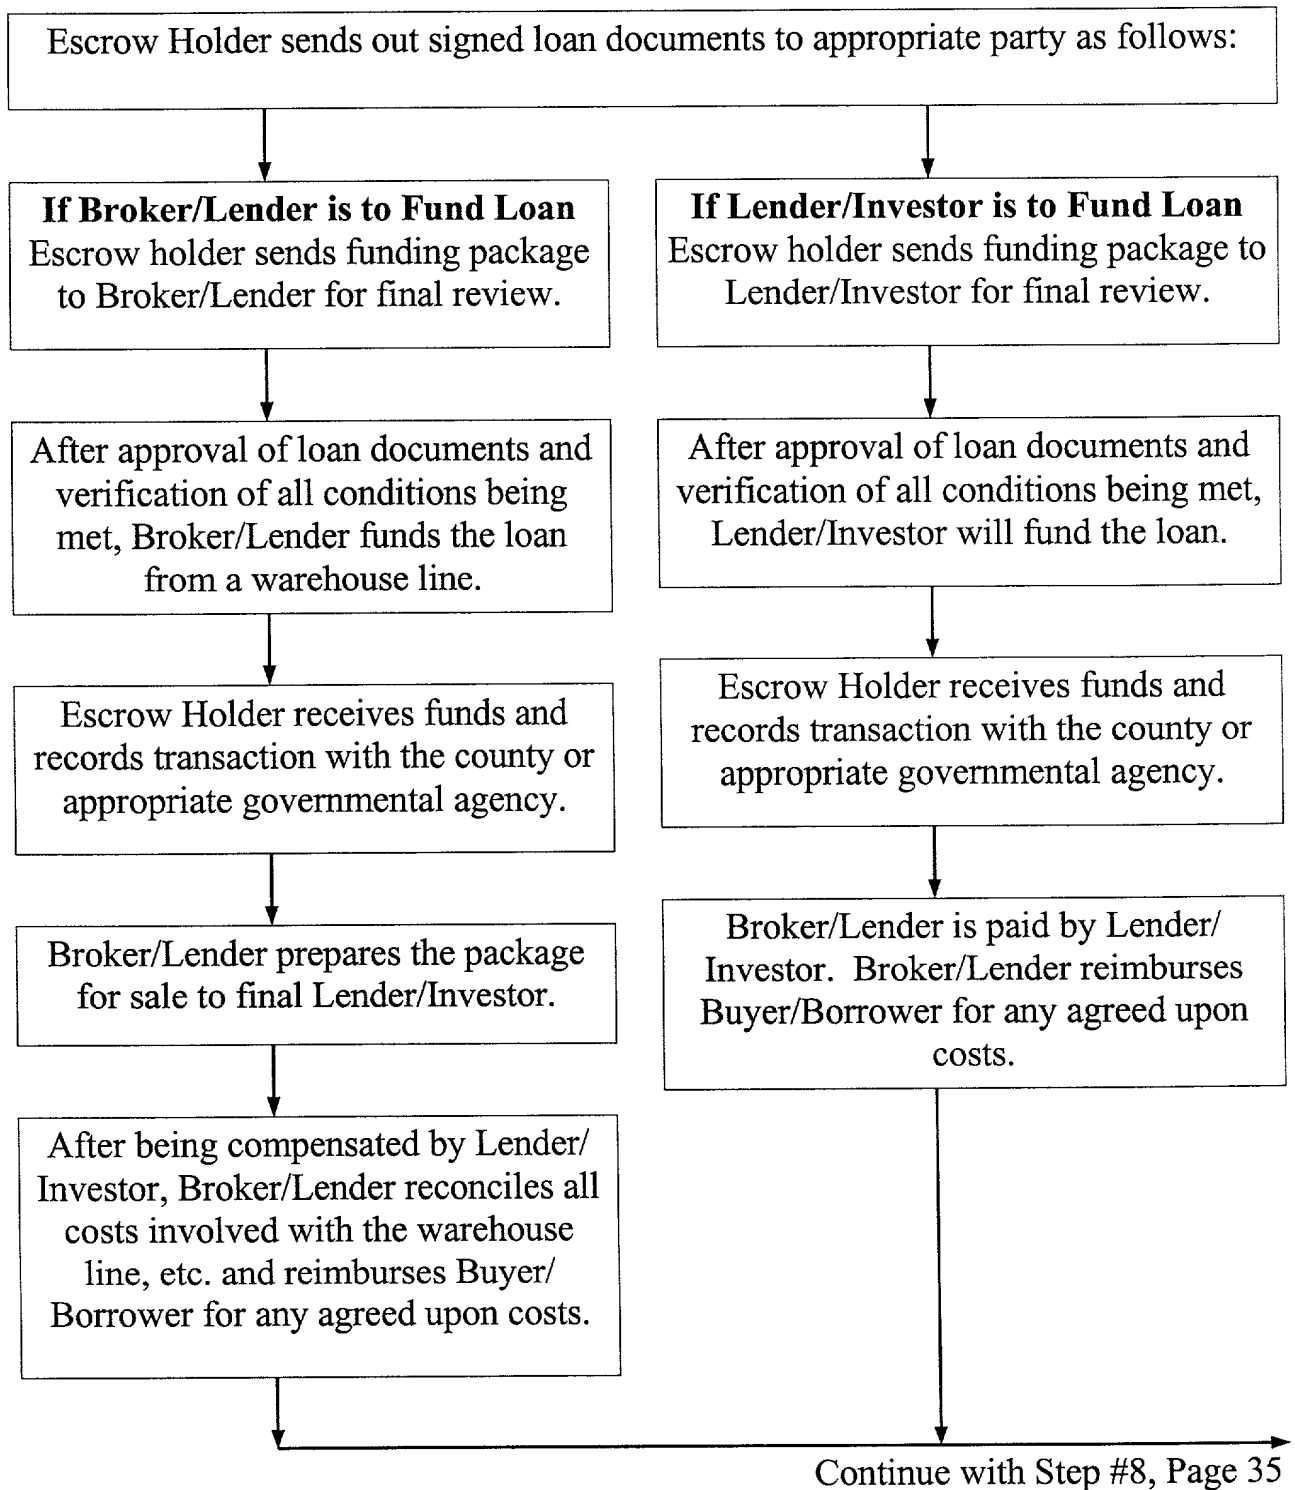 Escrow Holder sends out signed loan documents to appropriate party as follows:
If Broker/Lender is to Fund Loan
Escrow holder sends funding package
to Broker/Lender for final review.
After approval of loan documents and
verification of all conditions being
met, Broker/Lender funds the loan
from a warehouse line.
Escrow Holder receives funds and
records transaction with the county or
appropriate governmental agency.
Broker/Lender prepares the package
for sale to final Lender/Investor.
After being compensated by Lender/
Investor, Broker/Lender reconciles all
costs involved with the warehouse
line, etc. and reimburses Buyer/
Borrower for any agreed upon costs.
If Lender/Investor is to Fund Loan
Escrow holder sends funding package to
Lender/Investor for final review.
After approval of loan documents and
verification of all conditions being met,
Lender/Investor will fund the loan.
Escrow Holder receives funds and
records transaction with the county or
appropriate governmental agency.
Broker/Lender is paid by Lender/
Investor. Broker/Lender reimburses
Buyer/Borrower for any agreed upon
costs.
Continue with Step #8, Page 35